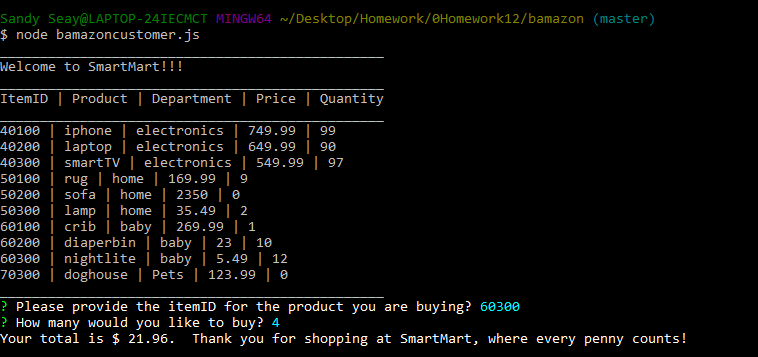 Sandy Seay@LAPTOP-24IECMCT MINGW64 ~/Desktop/Homework/0Homework12/bamazon (master)
$ node bamazoncustomer.js
Welcome to SmartMart!!!
ItemID | Product | Department | Price | Quantity
40100 | iphone | electronics | 749.99 | 99
40200 | laptop | electronics | 649.99 | 90
40300 | smartTV | electronics | 549.99 | 97
50100 | rug | home | 169.99 | 9
50200 | sofa | home | 2350 | 0
50300 | lamp | home | 35.49 | 2
60100 | crib | baby | 269.99 | 1
60200 | diaperbin | baby | 23 | 10
60300 | nightlite | baby | 5.49 | 12
70300 | doghouse | Pets | 123.99 | 0
? Please provide the itemID for the product you are buying? 60300
? How many would you like to buy? 4
Your total is $ 21.96.  Thank you for shopping at SmartMart, where every penny counts!